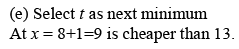 (e) Select t as next minimum
At x = 8+1=9 is cheaper than 13.